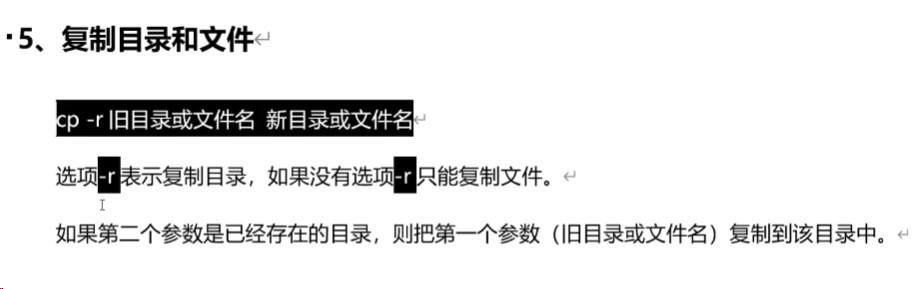 5、复制目录和文件
cp -r 旧目录或文件名 新目录或文件名
选项-r 表示复制目录，如果没有选项-r 只能复制文件。
如果第二个参数是已经存在的目录，则把第一个参数（旧目录或文件名）复制到该目录中。